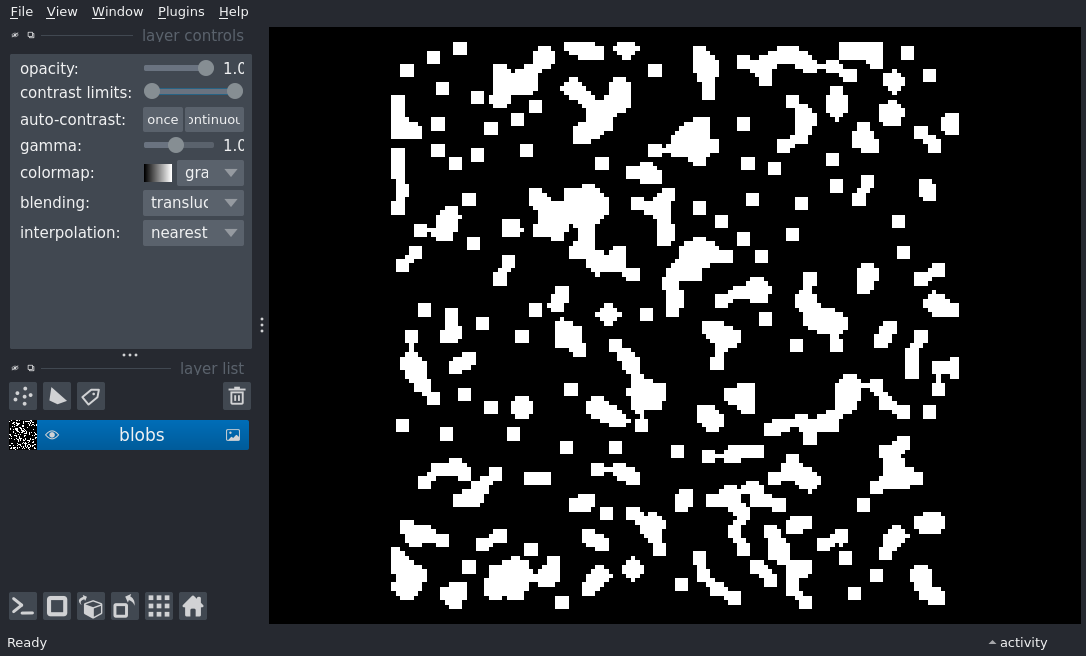 File View Window Plugins Help
layer controls
opacity: 1.0
contrast limits:
auto-contrast: once ontinuou
gamma: 1.0
colormap: gra
blending: transluc
interpolation: nearest
layer list
blobs
Ready activity